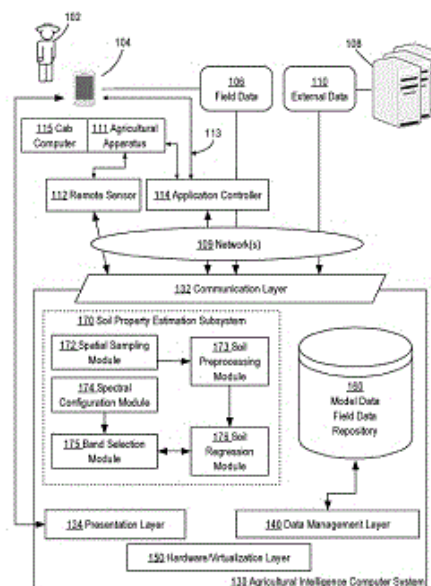 102
104
106
Field Data
110
External Data
108
115 Cab
Computer
111 Agricultural
Apparatus
113
112 Remote Sensor
114 Application Controller
109 Network(s)
132 Communication Layer
170 Soil Property Estimation Subsystem
172 Spatial Sampling
Module
173 Soil
Preprocessing
Module
174 Spectral
Configuration Module
175 Band Selection
Module
176 Soil
Regression
Module
160
Model Data
Field Data
Repository
134 Presentation Layer
140 Data Management Layer
150 Hardware/Virtualization Layer
130 Agricultural Intelligence Computer System